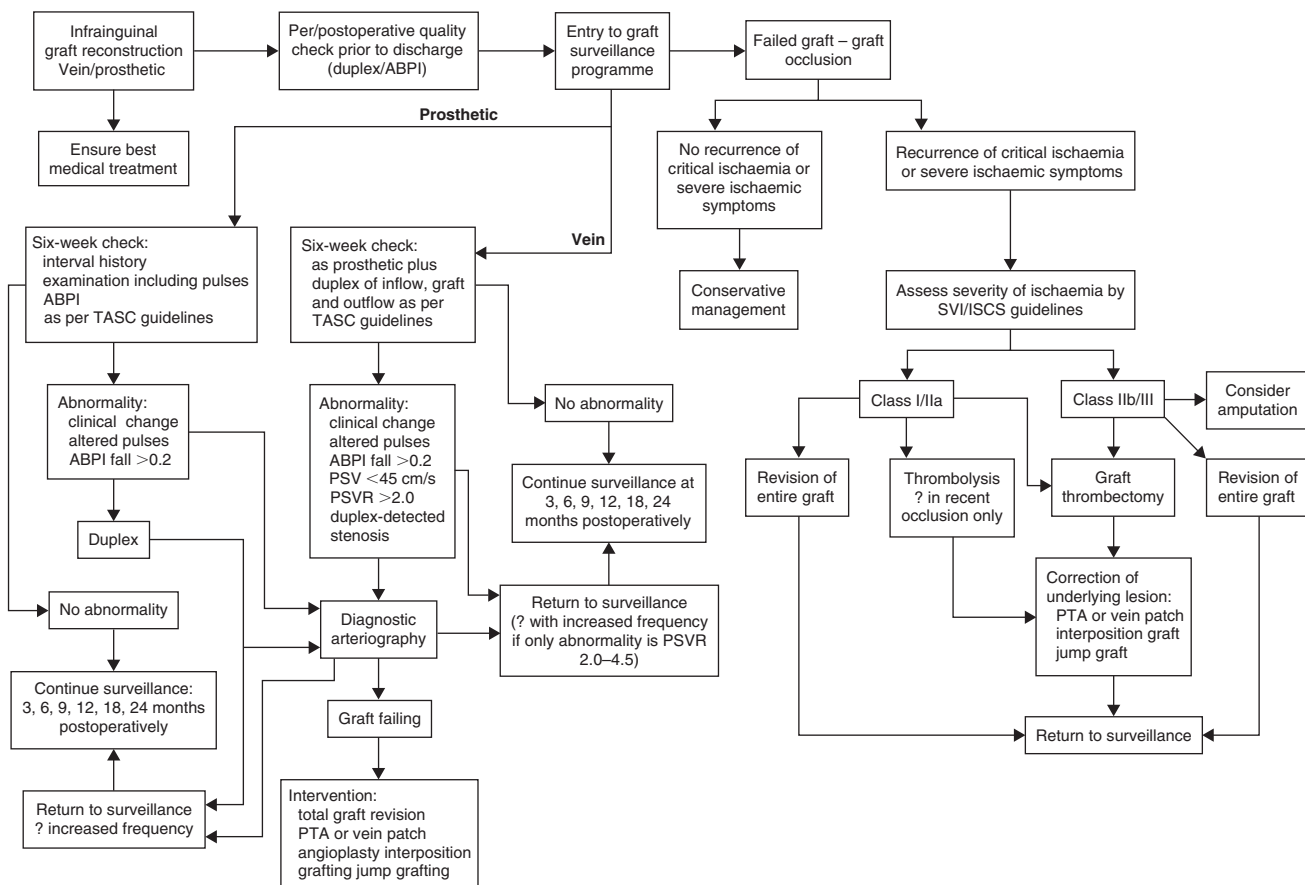 Infrainguinal
graft reconstruction
Vein/prosthetic
Per/postoperative quality
check prior to discharge
(duplex/ABPI)
Entry to graft
surveillance
programme
Failed graft – graft
occlusion
Prosthetic
Ensure best
medical treatment
No recurrence of
critical ischaemia or
severe ischaemic
symptoms
Recurrence of critical ischaemia
or severe ischaemic symptoms
Vein
Six-week check:
interval history
examination including pulses
ABPI
as per TASC guidelines
Six-week check:
as prosthetic plus
duplex of inflow, graft
and outflow as per
TASC guidelines
Conservative
management
Assess severity of ischaemia by
SVI/ISCS guidelines
Abnormality:
clinical change
altered pulses
ABPI fall >0.2
Abnormality:
clinical change
altered pulses
ABPI fall >0.2
PSV <45 cm/s
PSVR >2.0
duplex-detected
stenosis
No abnormality
Class I/IIa
Class IIb/III
Consider
amputation
Continue surveillance at
3, 6, 9, 12, 18, 24
months postoperatively
Revision of
entire graft
Thrombolysis
? in recent
occlusion only
Graft
thrombectomy
Revision of
entire graft
Duplex
No abnormality
Diagnostic
arteriography
Return to surveillance
(? with increased frequency
if only abnormality is PSVR
2.0–4.5)
Correction of
underlying lesion:
PTA or vein patch
interposition graft
jump graft
Continue surveillance:
3, 6, 9, 12, 18, 24 months
postoperatively
Graft failing
Return to surveillance
Return to surveillance
? increased frequency
Intervention:
total graft revision
PTA or vein patch
angioplasty interposition
grafting jump grafting